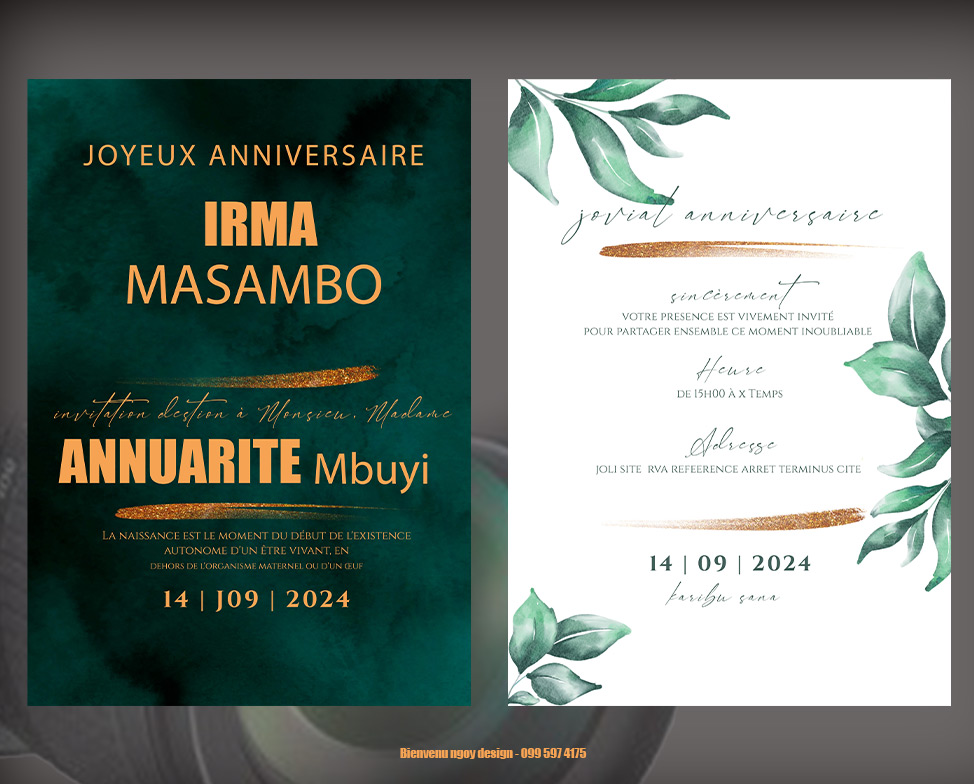 JOYEUX ANNIVERSAIRE
IRMA
MASAMBO
invitation destion à Monsieu, Madame
ANNUARITE Mbuyi
LA NAISSANCE EST LE MOMENT DU DÉBUT DE L'EXISTENCE
AUTONOME D'UN ÊTRE VIVANT, EN
DEHORS DE L'ORGANISME MATERNEL OU D'UN ŒUF
14 | J09 | 2024
jovial anniversaire
sincèrement
VOTRE PRESENCE EST VIVEMENT INVITÉ
POUR PARTAGER ENSEMBLE CE MOMENT INOUBLIABLE
Heure
DE 15H00 À X TEMPS
Adresse
JOLI SITE RVA REFEERENCE ARRET TERMINUS CITE
14 | 09 | 2024
karibu sana
Bienvenu ngoy design - 099 597 4175